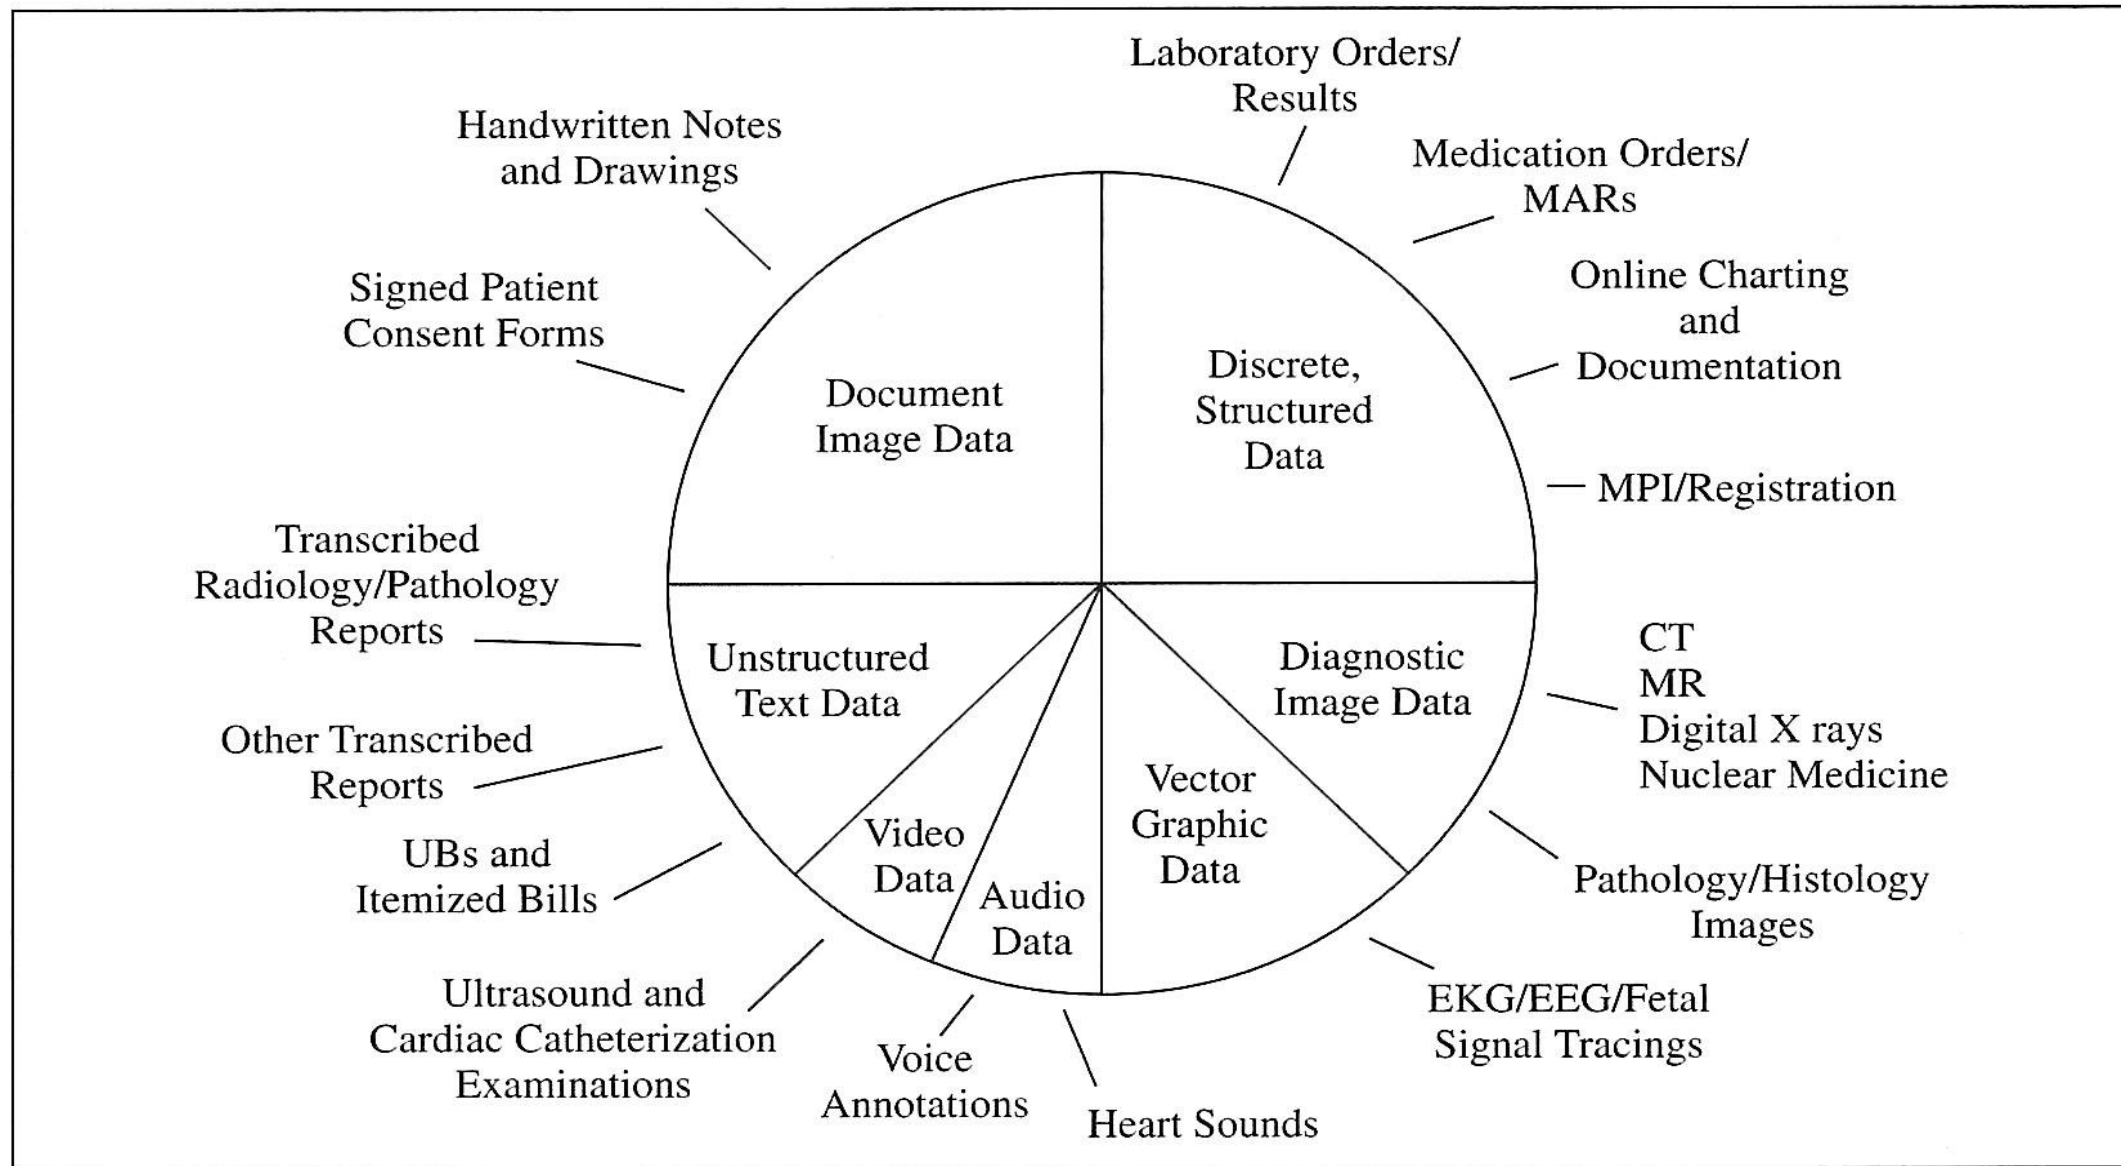 Laboratory Orders/
Results
Handwritten Notes
and Drawings
Medication Orders/
MARs
Signed Patient
Consent Forms
Online Charting
and
Documentation
Document
Image Data
Discrete,
Structured
Data
MPI/Registration
Transcribed
Radiology/Pathology
Reports
Unstructured
Text Data
Diagnostic
Image Data
CT
MR
Digital X rays
Nuclear Medicine
Other Transcribed
Reports
Vector
Graphic
Data
Video
Data
Audio
Data
UBs and
Itemized Bills
Pathology/Histology
Images
Ultrasound and
Cardiac Catheterization
Examinations
Voice
Annotations
Heart Sounds
EKG/EEG/Fetal
Signal Tracings